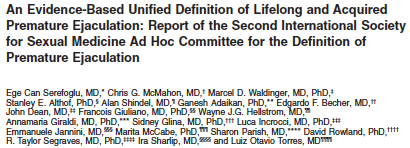 An Evidence-Based Unified Definition of Lifelong and Acquired
Premature Ejaculation: Report of the Second International Society
for Sexual Medicine Ad Hoc Committee for the Definition of
Premature Ejaculation
Ege Can Serefoglu, MD,* Chris G. McMahon, MD,† Marcel D. Waldinger, MD, PhD,‡
Stanley E. Althof, PhD,§ Alan Shindel, MD,¶ Ganesh Adaikan, PhD,** Edgardo F. Becher, MD,††
John Dean, MD,‡‡ Francois Giuliano, MD, PhD,§§ Wayne J.G. Hellstrom, MD,¶¶
Annamaria Giraldi, MD, PhD,*** Sidney Glina, MD, PhD,††† Luca Incrocci, MD, PhD,‡‡‡
Emmanuele Jannini, MD,§§§ Marita McCabe, PhD,¶¶¶ Sharon Parish, MD,**** David Rowland, PhD,††††
R. Taylor Segraves, MD, PhD,‡‡‡‡ Ira Sharlip, MD,§§§§ and Luiz Otavio Torres, MD¶¶¶¶